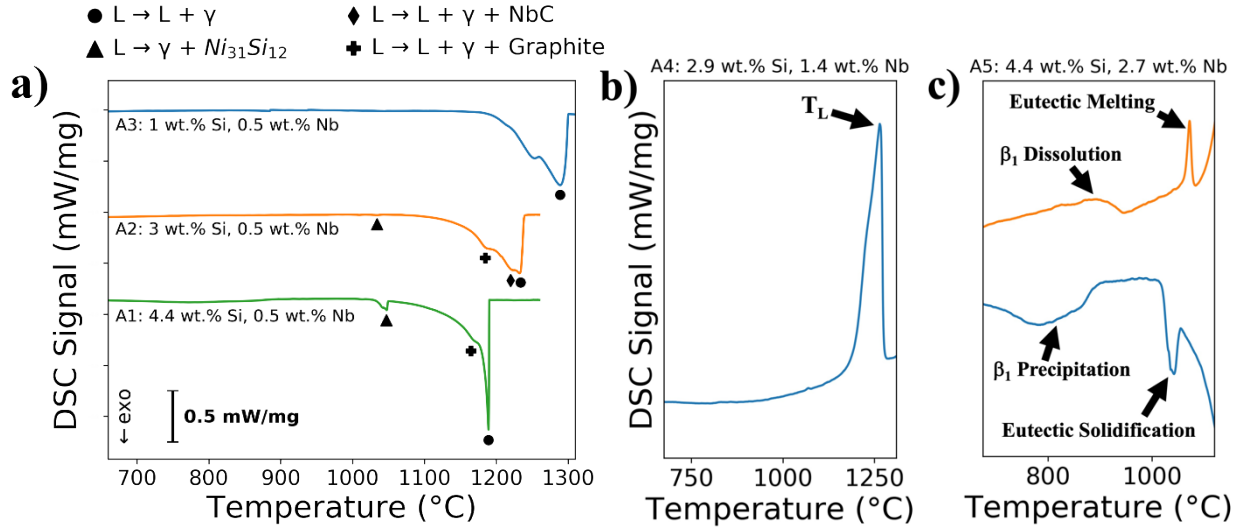 ● L → L + γ
▲ L → γ + Ni₃₁Si₁₂
♦ L → L + γ + NbC
✚ L → L + γ + Graphite
a)
DSC Signal (mW/mg)
A3: 1 wt.% Si, 0.5 wt.% Nb
A2: 3 wt.% Si, 0.5 wt.% Nb
A1: 4.4 wt.% Si, 0.5 wt.% Nb
← exo
0.5 mW/mg
700 800 900 1000 1100 1200 1300
Temperature (°C)
b)
A4: 2.9 wt.% Si, 1.4 wt.% Nb
T_L
DSC Signal (mW/mg)
750 1000 1250
Temperature (°C)
c)
A5: 4.4 wt.% Si, 2.7 wt.% Nb
Eutectic Melting
β₁ Dissolution
β₁ Precipitation
Eutectic Solidification
800 1000
Temperature (°C)